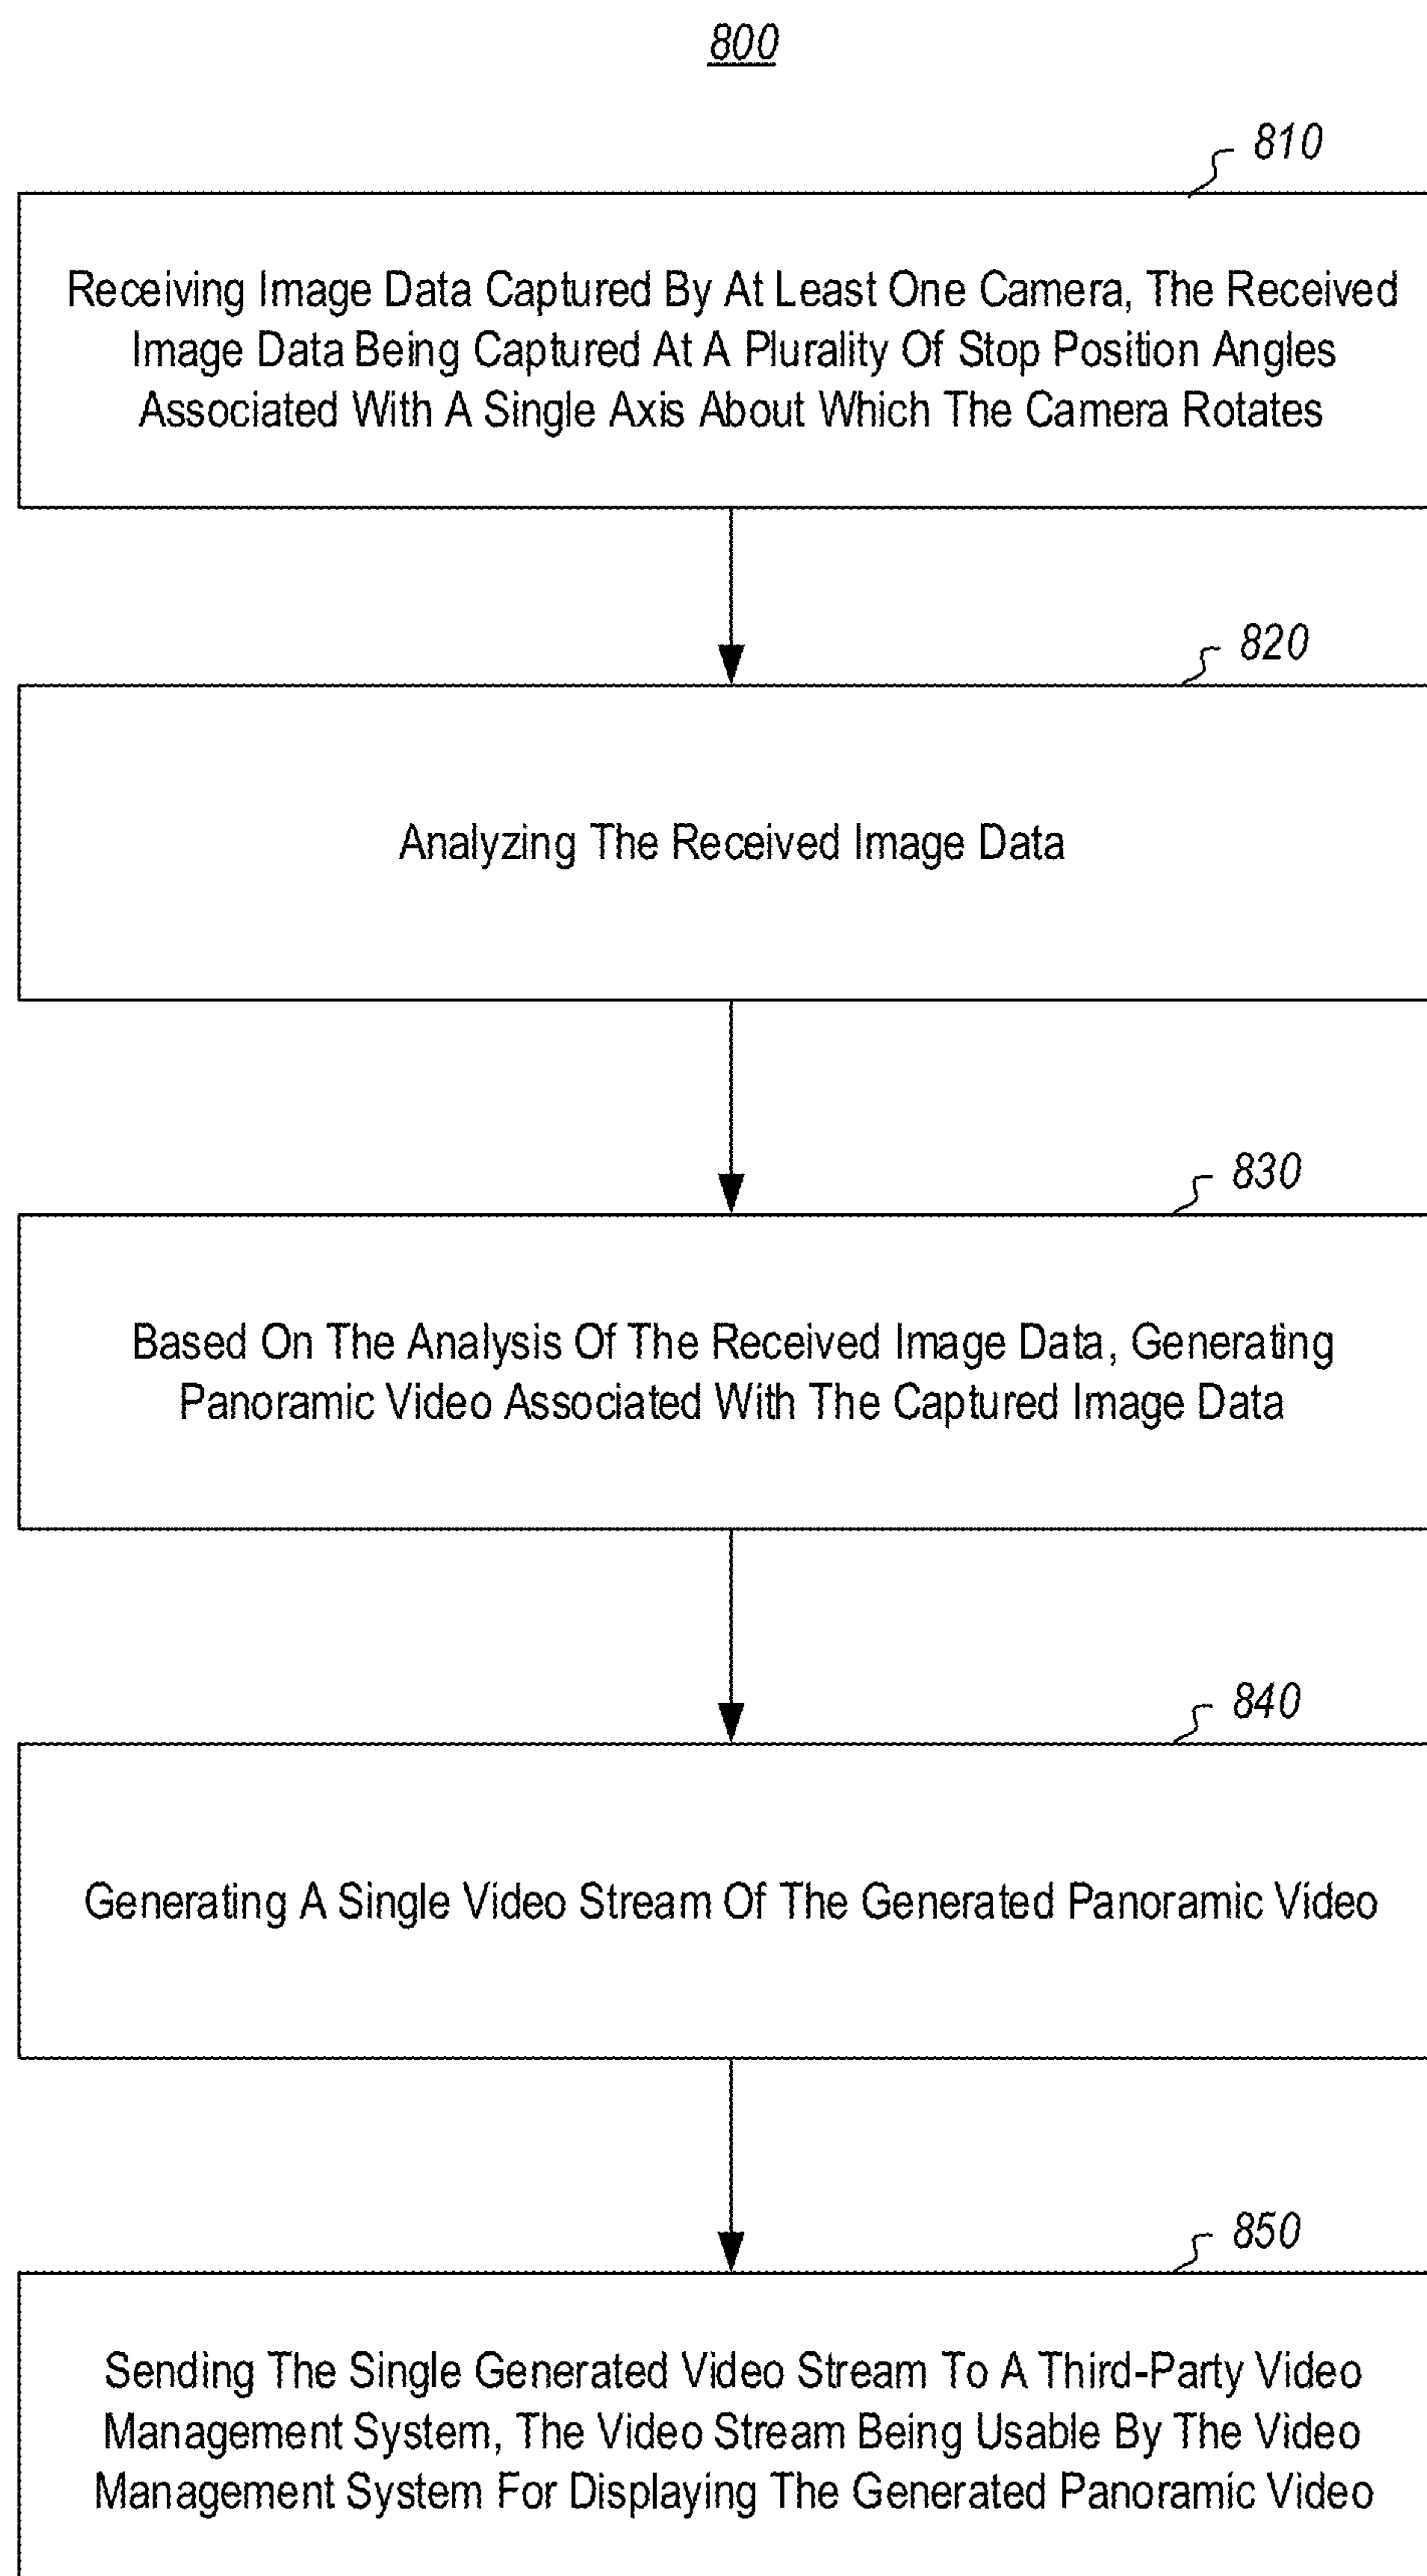 800
810
Receiving Image Data Captured By At Least One Camera, The Received
Image Data Being Captured At A Plurality Of Stop Position Angles
Associated With A Single Axis About Which The Camera Rotates
820
Analyzing The Received Image Data
830
Based On The Analysis Of The Received Image Data, Generating
Panoramic Video Associated With The Captured Image Data
840
Generating A Single Video Stream Of The Generated Panoramic Video
850
Sending The Single Generated Video Stream To A Third-Party Video
Management System, The Video Stream Being Usable By The Video
Management System For Displaying The Generated Panoramic Video